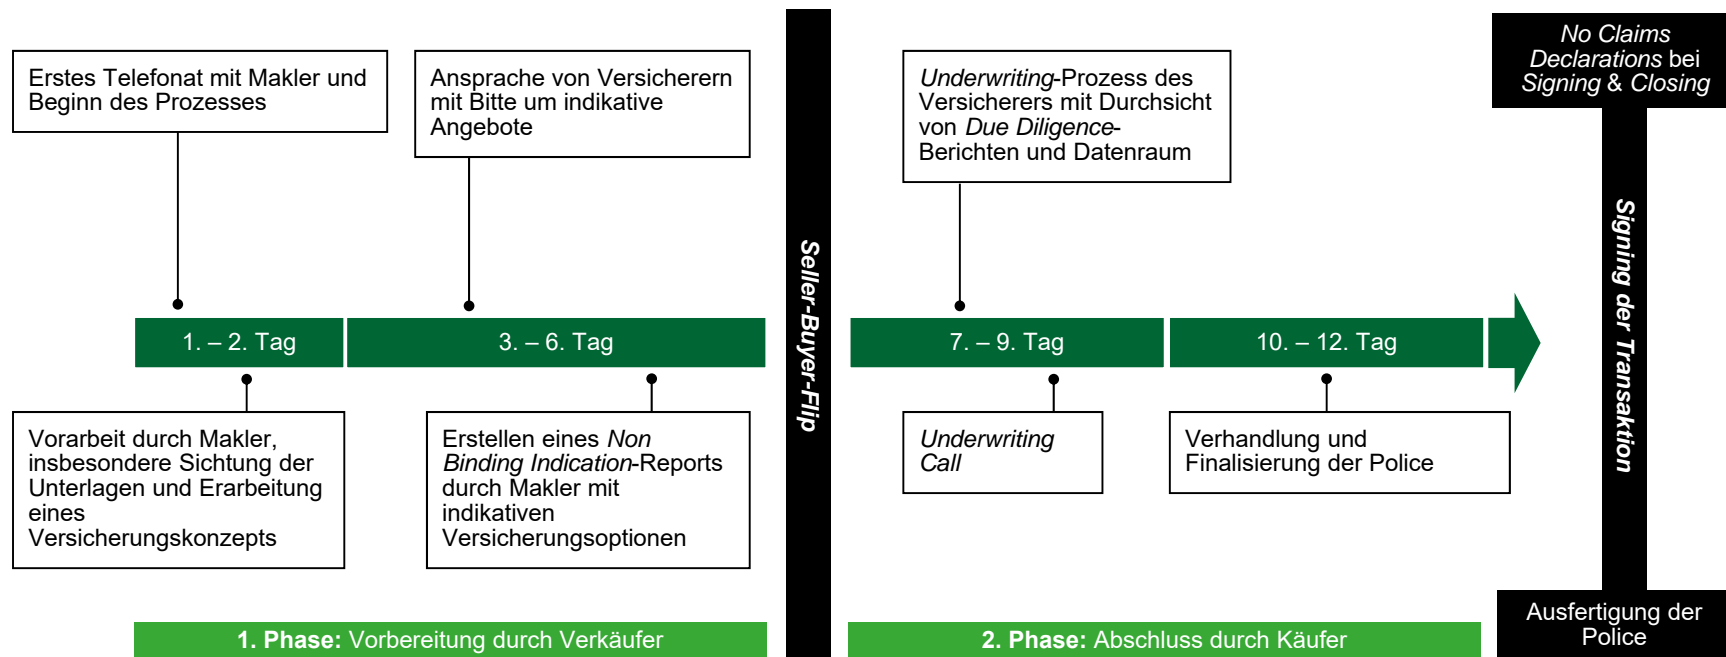 Erstes Telefonat mit Makler und
Beginn des Prozesses
Ansprache von Versicherern
mit Bitte um indikative
Angebote
Underwriting-Prozess des
Versicherers mit Durchsicht
von Due Diligence-
Berichten und Datenraum
No Claims
Declarations bei
Signing & Closing
1. – 2. Tag
3. – 6. Tag
Seller-Buyer-Flip
7. – 9. Tag
10. – 12. Tag
Signing der Transaktion
Vorarbeit durch Makler,
insbesondere Sichtung der
Unterlagen und Erarbeitung
eines
Versicherungskonzepts
Erstellen eines Non
Binding Indication-Reports
durch Makler mit
indikativen
Versicherungsoptionen
Underwriting
Call
Verhandlung und
Finalisierung der Police
1. Phase: Vorbereitung durch Verkäufer
2. Phase: Abschluss durch Käufer
Ausfertigung der
Police